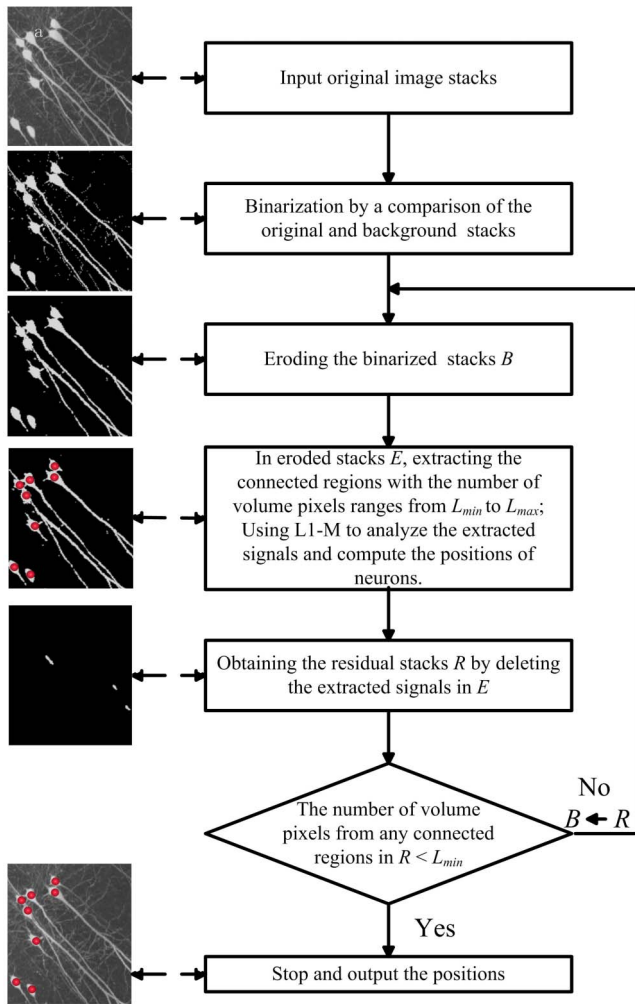 a
Input original image stacks
Binarization by a comparison of the
original and background stacks
Eroding the binarized stacks B
In eroded stacks E, extracting the
connected regions with the number of
volume pixels ranges from Lmin to Lmax;
Using L1-M to analyze the extracted
signals and compute the positions of
neurons.
Obtaining the residual stacks R by deleting
the extracted signals in E
The number of volume
pixels from any connected
regions in R < Lmin
No
B ← R
Yes
Stop and output the positions